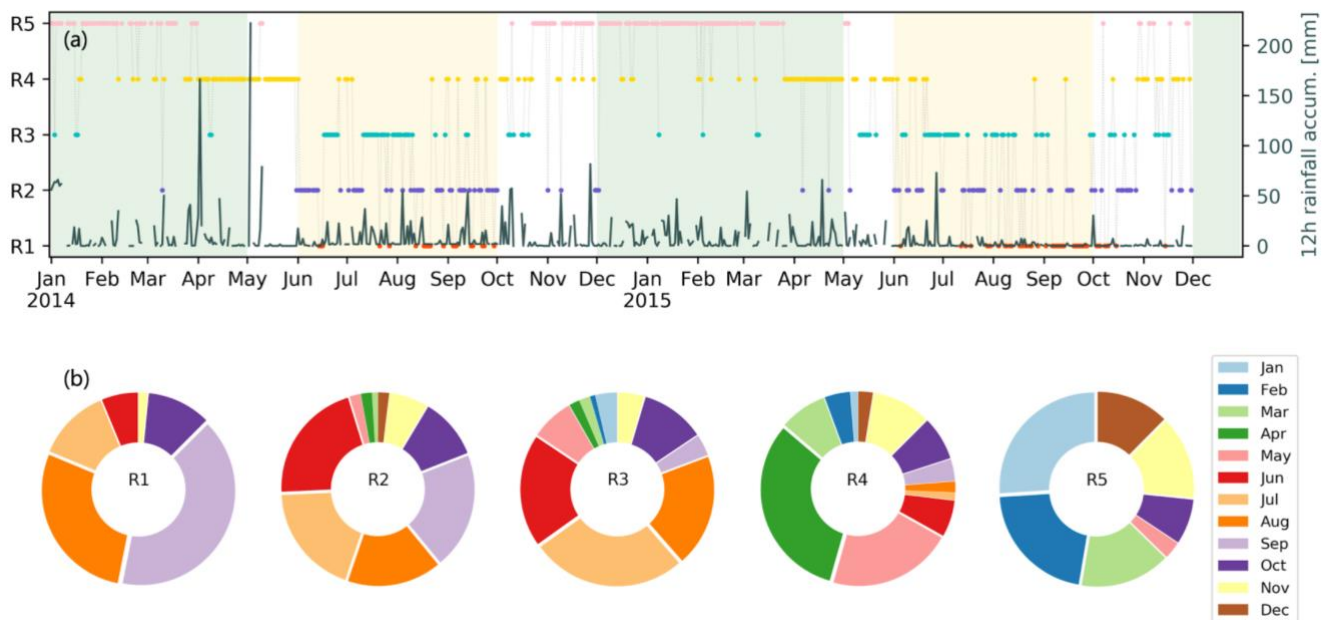 (a)
R5
R4
R3
R2
R1
200
150
100
50
0
12h rainfall accum. [mm]
Jan Feb Mar Apr May Jun Jul Aug Sep Oct Nov Dec Jan Feb Mar Apr May Jun Jul Aug Sep Oct Nov Dec
2014 2015
(b)
R1 R2 R3 R4 R5
Jan
Feb
Mar
Apr
May
Jun
Jul
Aug
Sep
Oct
Nov
Dec